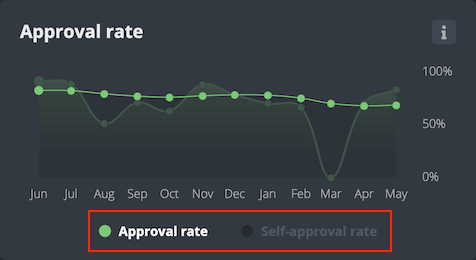 Approval rate
i
100%
50%
0%
Jun Jul Aug Sep Oct Nov Dec Jan Feb Mar Apr May
Approval rate Self-approval rate